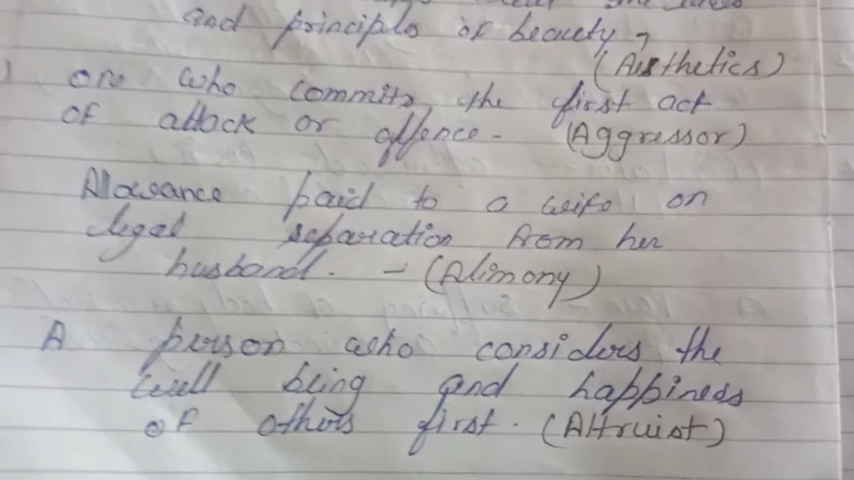 and principles of beauty,
(Aesthetics)
one who commits the first act
of attack or offence - (Aggressor)
Allowance paid to a wife on
legal separation from her
husband. - (Alimony)
A person who considers the
well being and happiness
of others first. (Altruist)